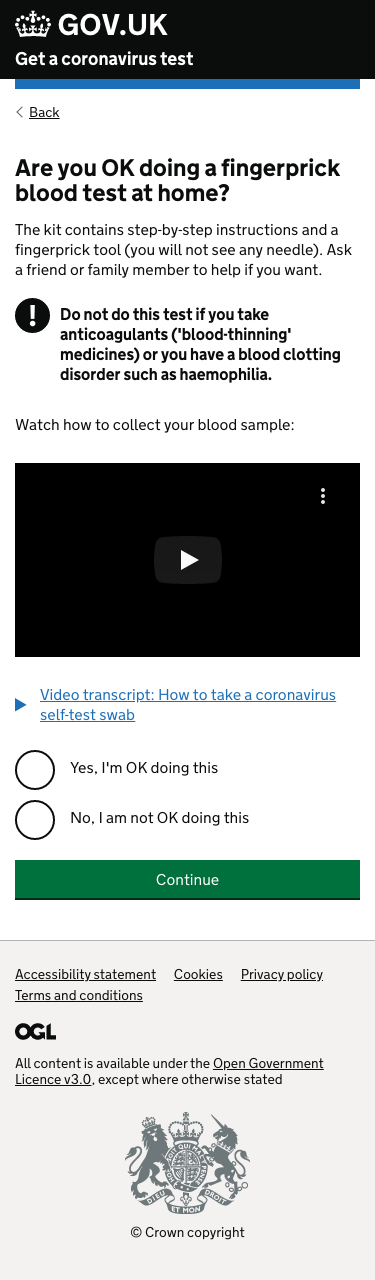 GOV.UK
Get a coronavirus test
Back
Are you OK doing a fingerprick
blood test at home?
The kit contains step-by-step instructions and a
fingerprick tool (you will not see any needle). Ask
a friend or family member to help if you want.
! Do not do this test if you take
anticoagulants ('blood-thinning'
medicines) or you have a blood clotting
disorder such as haemophilia.
Watch how to collect your blood sample:
Video transcript: How to take a coronavirus
self-test swab
Yes, I'm OK doing this
No, I am not OK doing this
Continue
Accessibility statement Cookies Privacy policy
Terms and conditions
OGL
All content is available under the Open Government
Licence v3.0, except where otherwise stated
DIEU ET MON DROIT
© Crown copyright